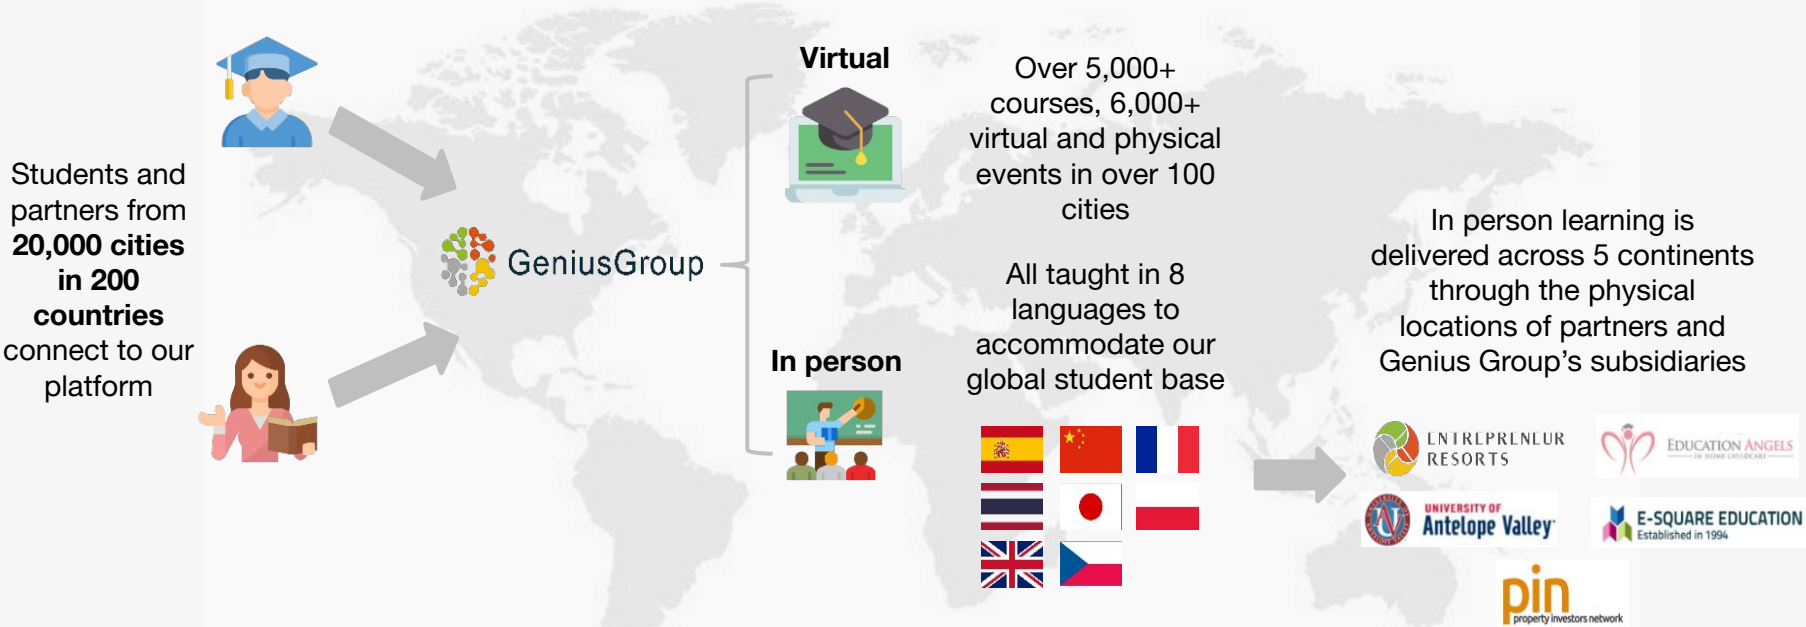 Students and
partners from
20,000 cities
in 200
countries
connect to our
platform
GeniusGroup
Virtual
In person
Over 5,000+
courses, 6,000+
virtual and physical
events in over 100
cities
All taught in 8
languages to
accommodate our
global student base
In person learning is
delivered across 5 continents
through the physical
locations of partners and
Genius Group's subsidiaries
ENTREPRENEUR
RESORTS
EDUCATION ANGELS
IN HOME CHILDCARE
UNIVERSITY OF
Antelope Valley
E-SQUARE EDUCATION
Established in 1994
pin
property investors network